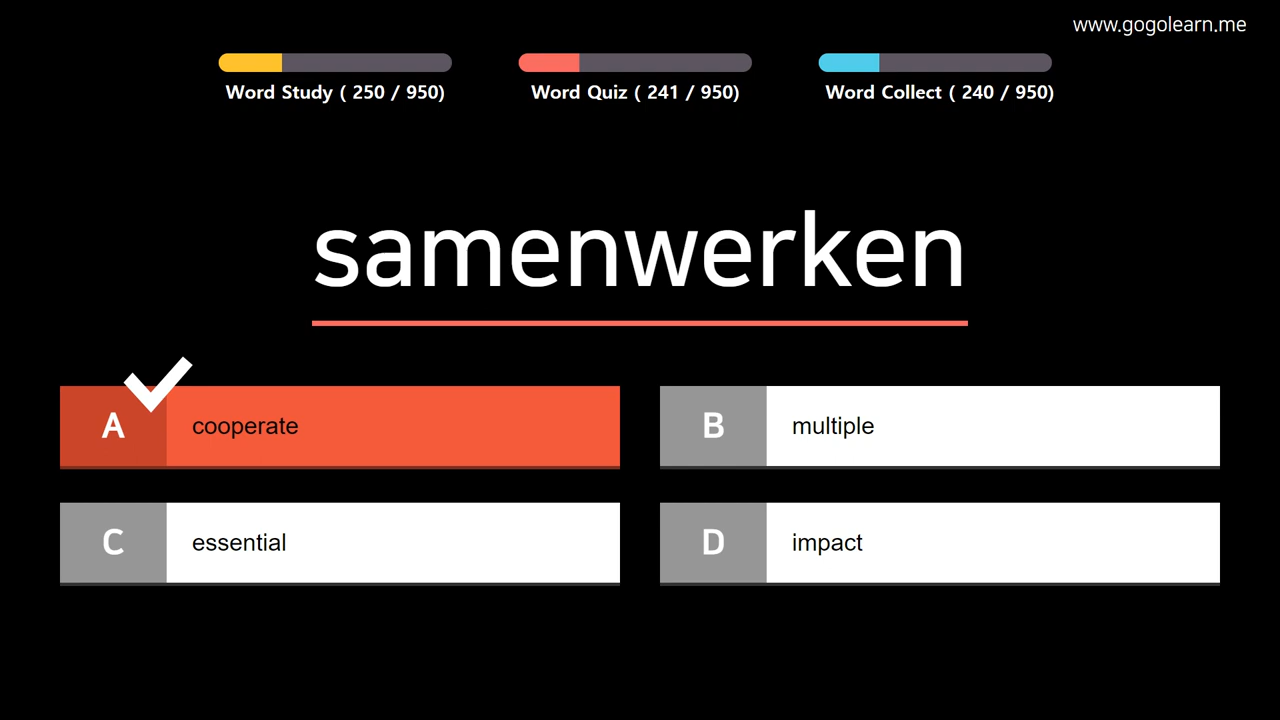 www.gogolearn.me
Word Study ( 250 / 950)
Word Quiz ( 241 / 950)
Word Collect ( 240 / 950)
samenwerken
A cooperate
B multiple
C essential
D impact